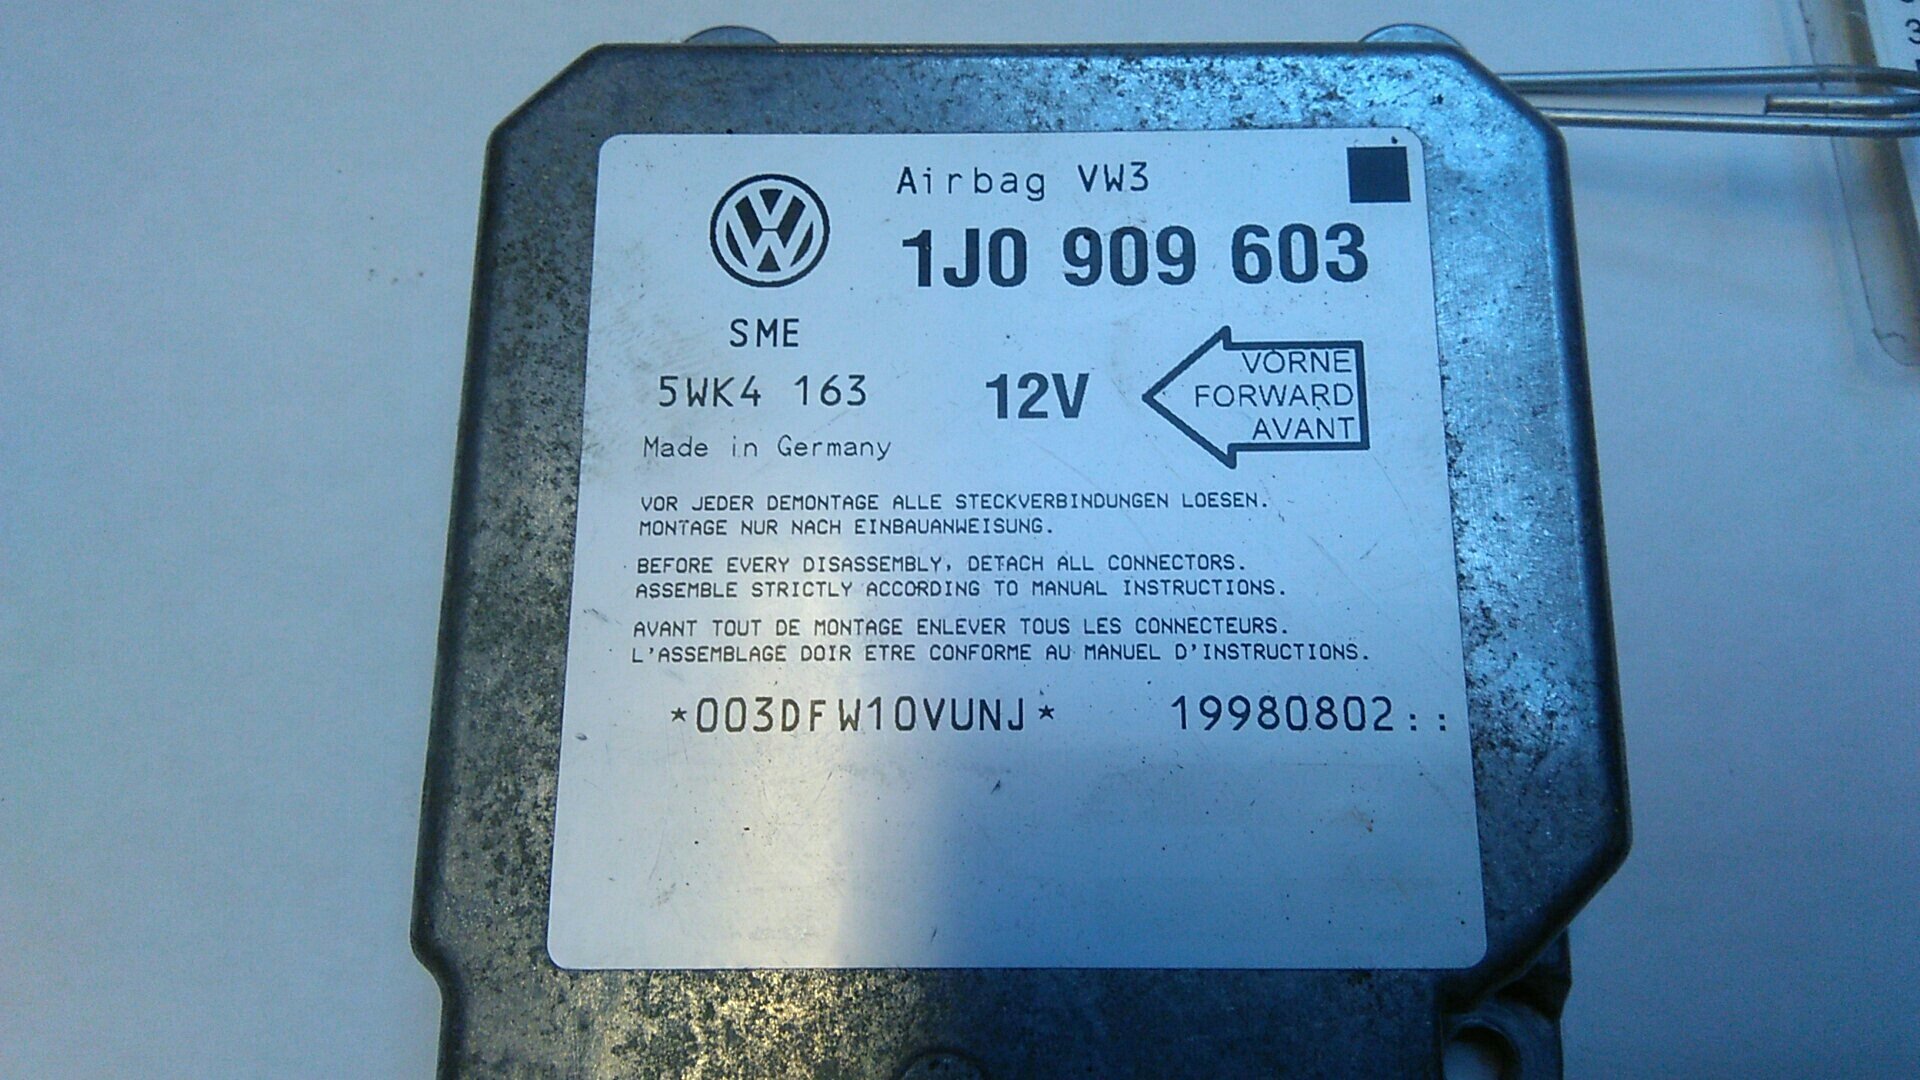 Airbag VW3
1J0 909 603
SME
5WK4 163
12V
VORNE
FORWARD
AVANT
Made in Germany
VOR JEDER DEMONTAGE ALLE STECKVERBINDUNGEN LOESEN.
MONTAGE NUR NACH EINBAUANWEISUNG.
BEFORE EVERY DISASSEMBLY, DETACH ALL CONNECTORS.
ASSEMBLE STRICTLY ACCORDING TO MANUAL INSTRUCTIONS.
AVANT TOUT DE MONTAGE ENLEVER TOUS LES CONNECTEURS.
L'ASSEMBLAGE DOIR ETRE CONFORME AU MANUEL D'INSTRUCTIONS.
*003DFW10VUNJ* 19980802::